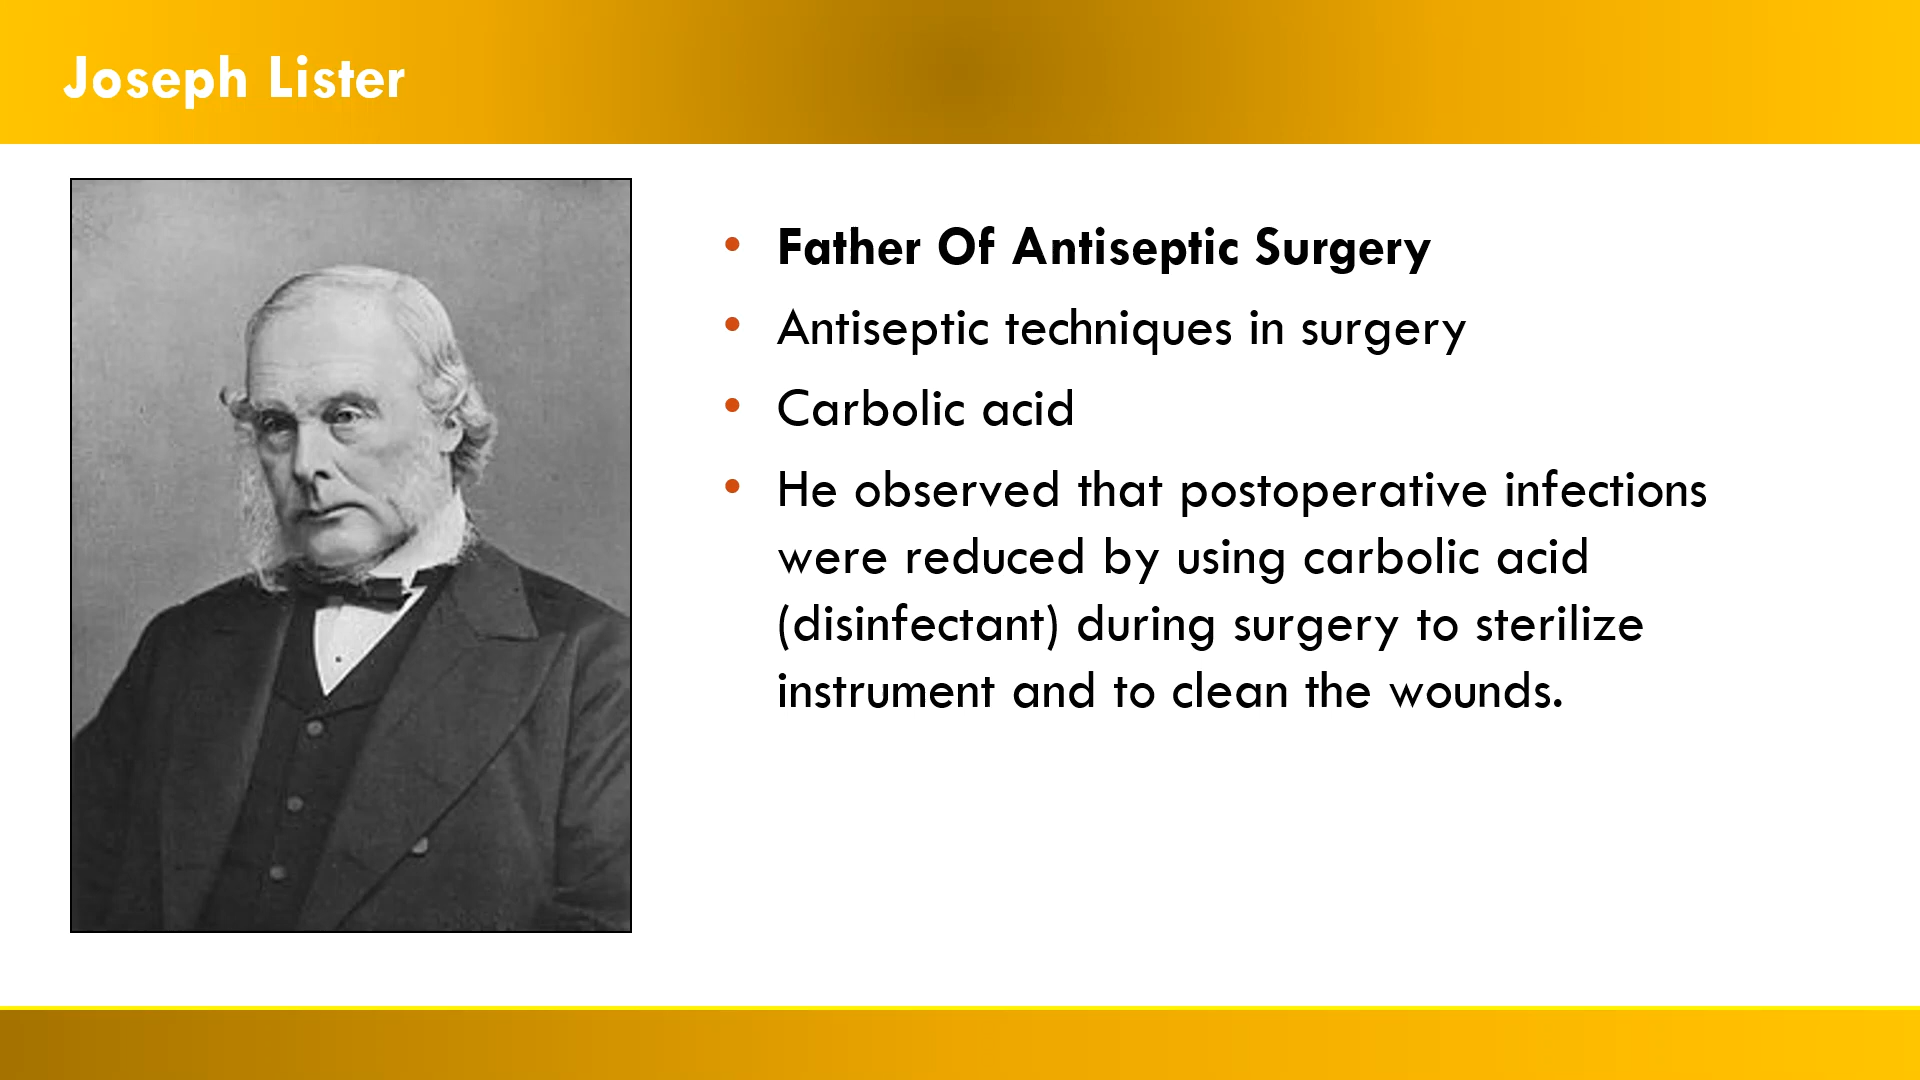 Joseph Lister
• Father Of Antiseptic Surgery
• Antiseptic techniques in surgery
• Carbolic acid
• He observed that postoperative infections
were reduced by using carbolic acid
(disinfectant) during surgery to sterilize
instrument and to clean the wounds.